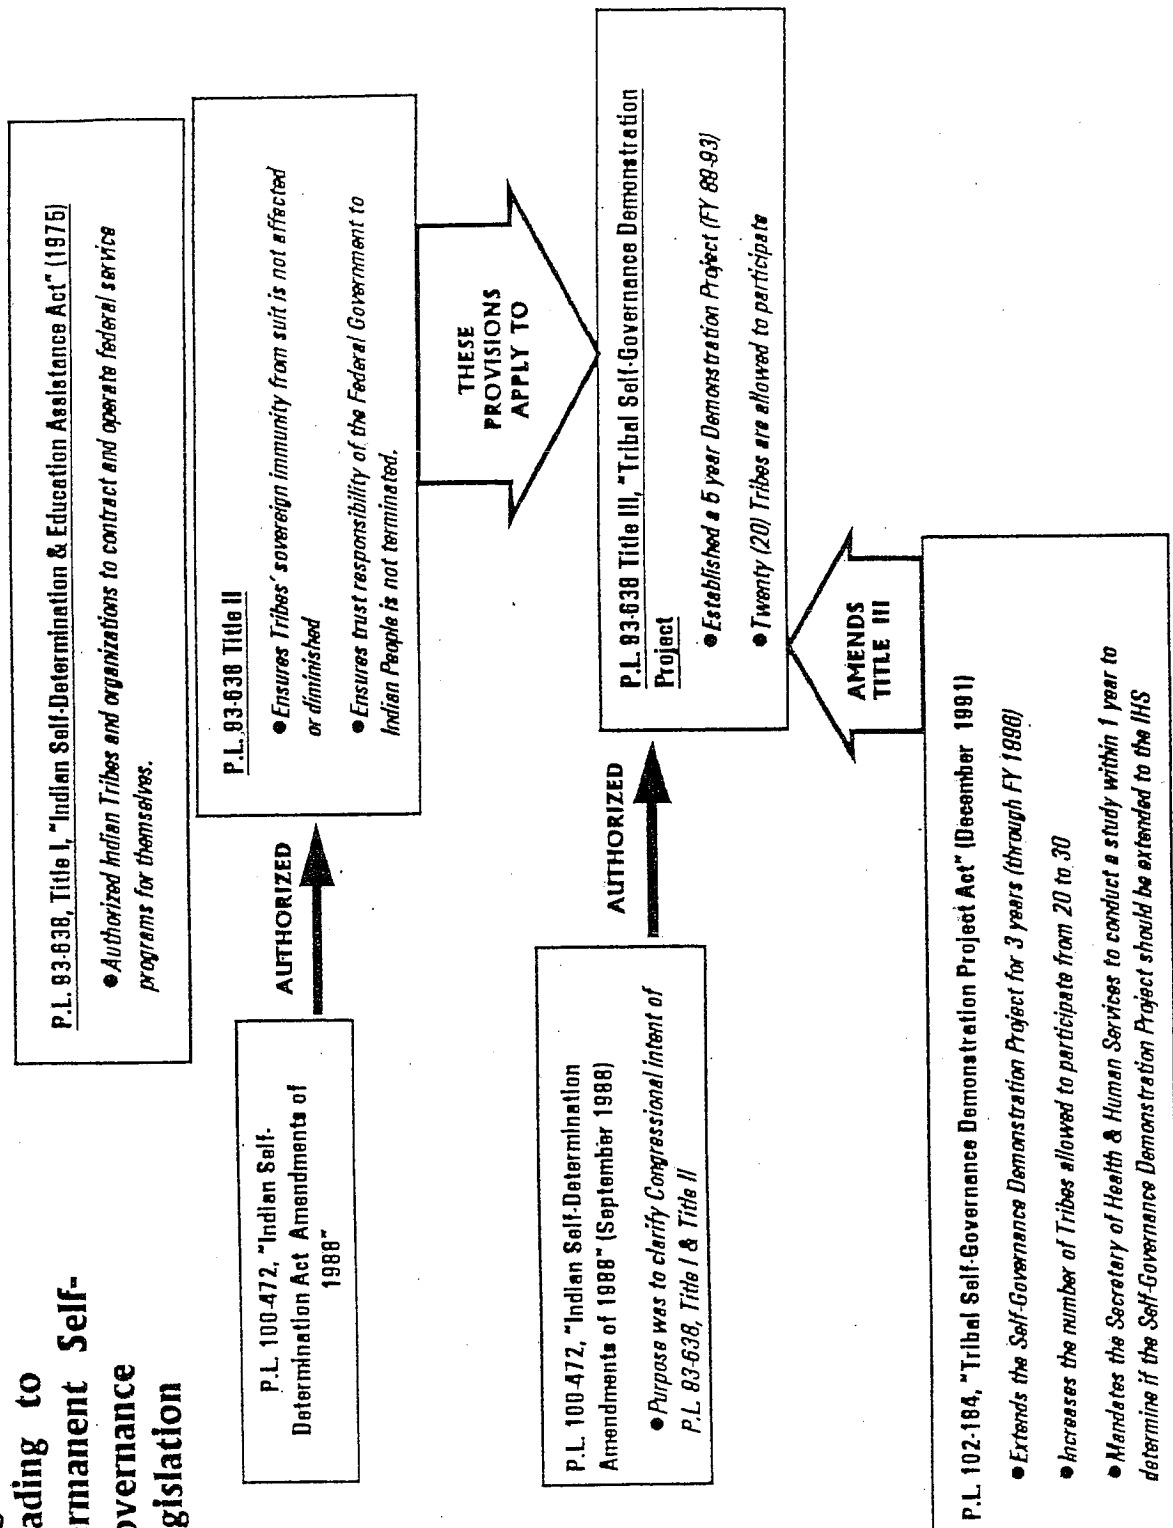 ading to
rmanent Self-
overnance
gislation
P.L. 93-638, Title I, "Indian Self-Determination & Education Assistance Act" (1975)
● Authorized Indian Tribes and organizations to contract and operate federal service
programs for themselves.
P.L. 100-472, "Indian Self-
Determination Act Amendments of
1988"
AUTHORIZED
P.L. 93-638 Title II
● Ensures Tribes' sovereign immunity from suit is not affected
or diminished
● Ensures trust responsibility of the Federal Government to
Indian People is not terminated.
THESE
PROVISIONS
APPLY TO
P.L. 100-472, "Indian Self-Determination
Amendments of 1988" (September 1988)
● Purpose was to clarify Congressional intent of
P.L. 93-638, Title I & Title II
AUTHORIZED
P.L. 93-638 Title III, "Tribal Self-Governance Demonstration
Project
● Established a 5 year Demonstration Project (FY 89-93)
● Twenty (20) Tribes are allowed to participate
AMENDS
TITLE III
P.L. 102-184, "Tribal Self-Governance Demonstration Project Act" (December 1991)
● Extends the Self-Governance Demonstration Project for 3 years (through FY 1996)
● Increases the number of Tribes allowed to participate from 20 to 30
● Mandates the Secretary of Health & Human Services to conduct a study within 1 year to
determine if the Self-Governance Demonstration Project should be extended to the IHS